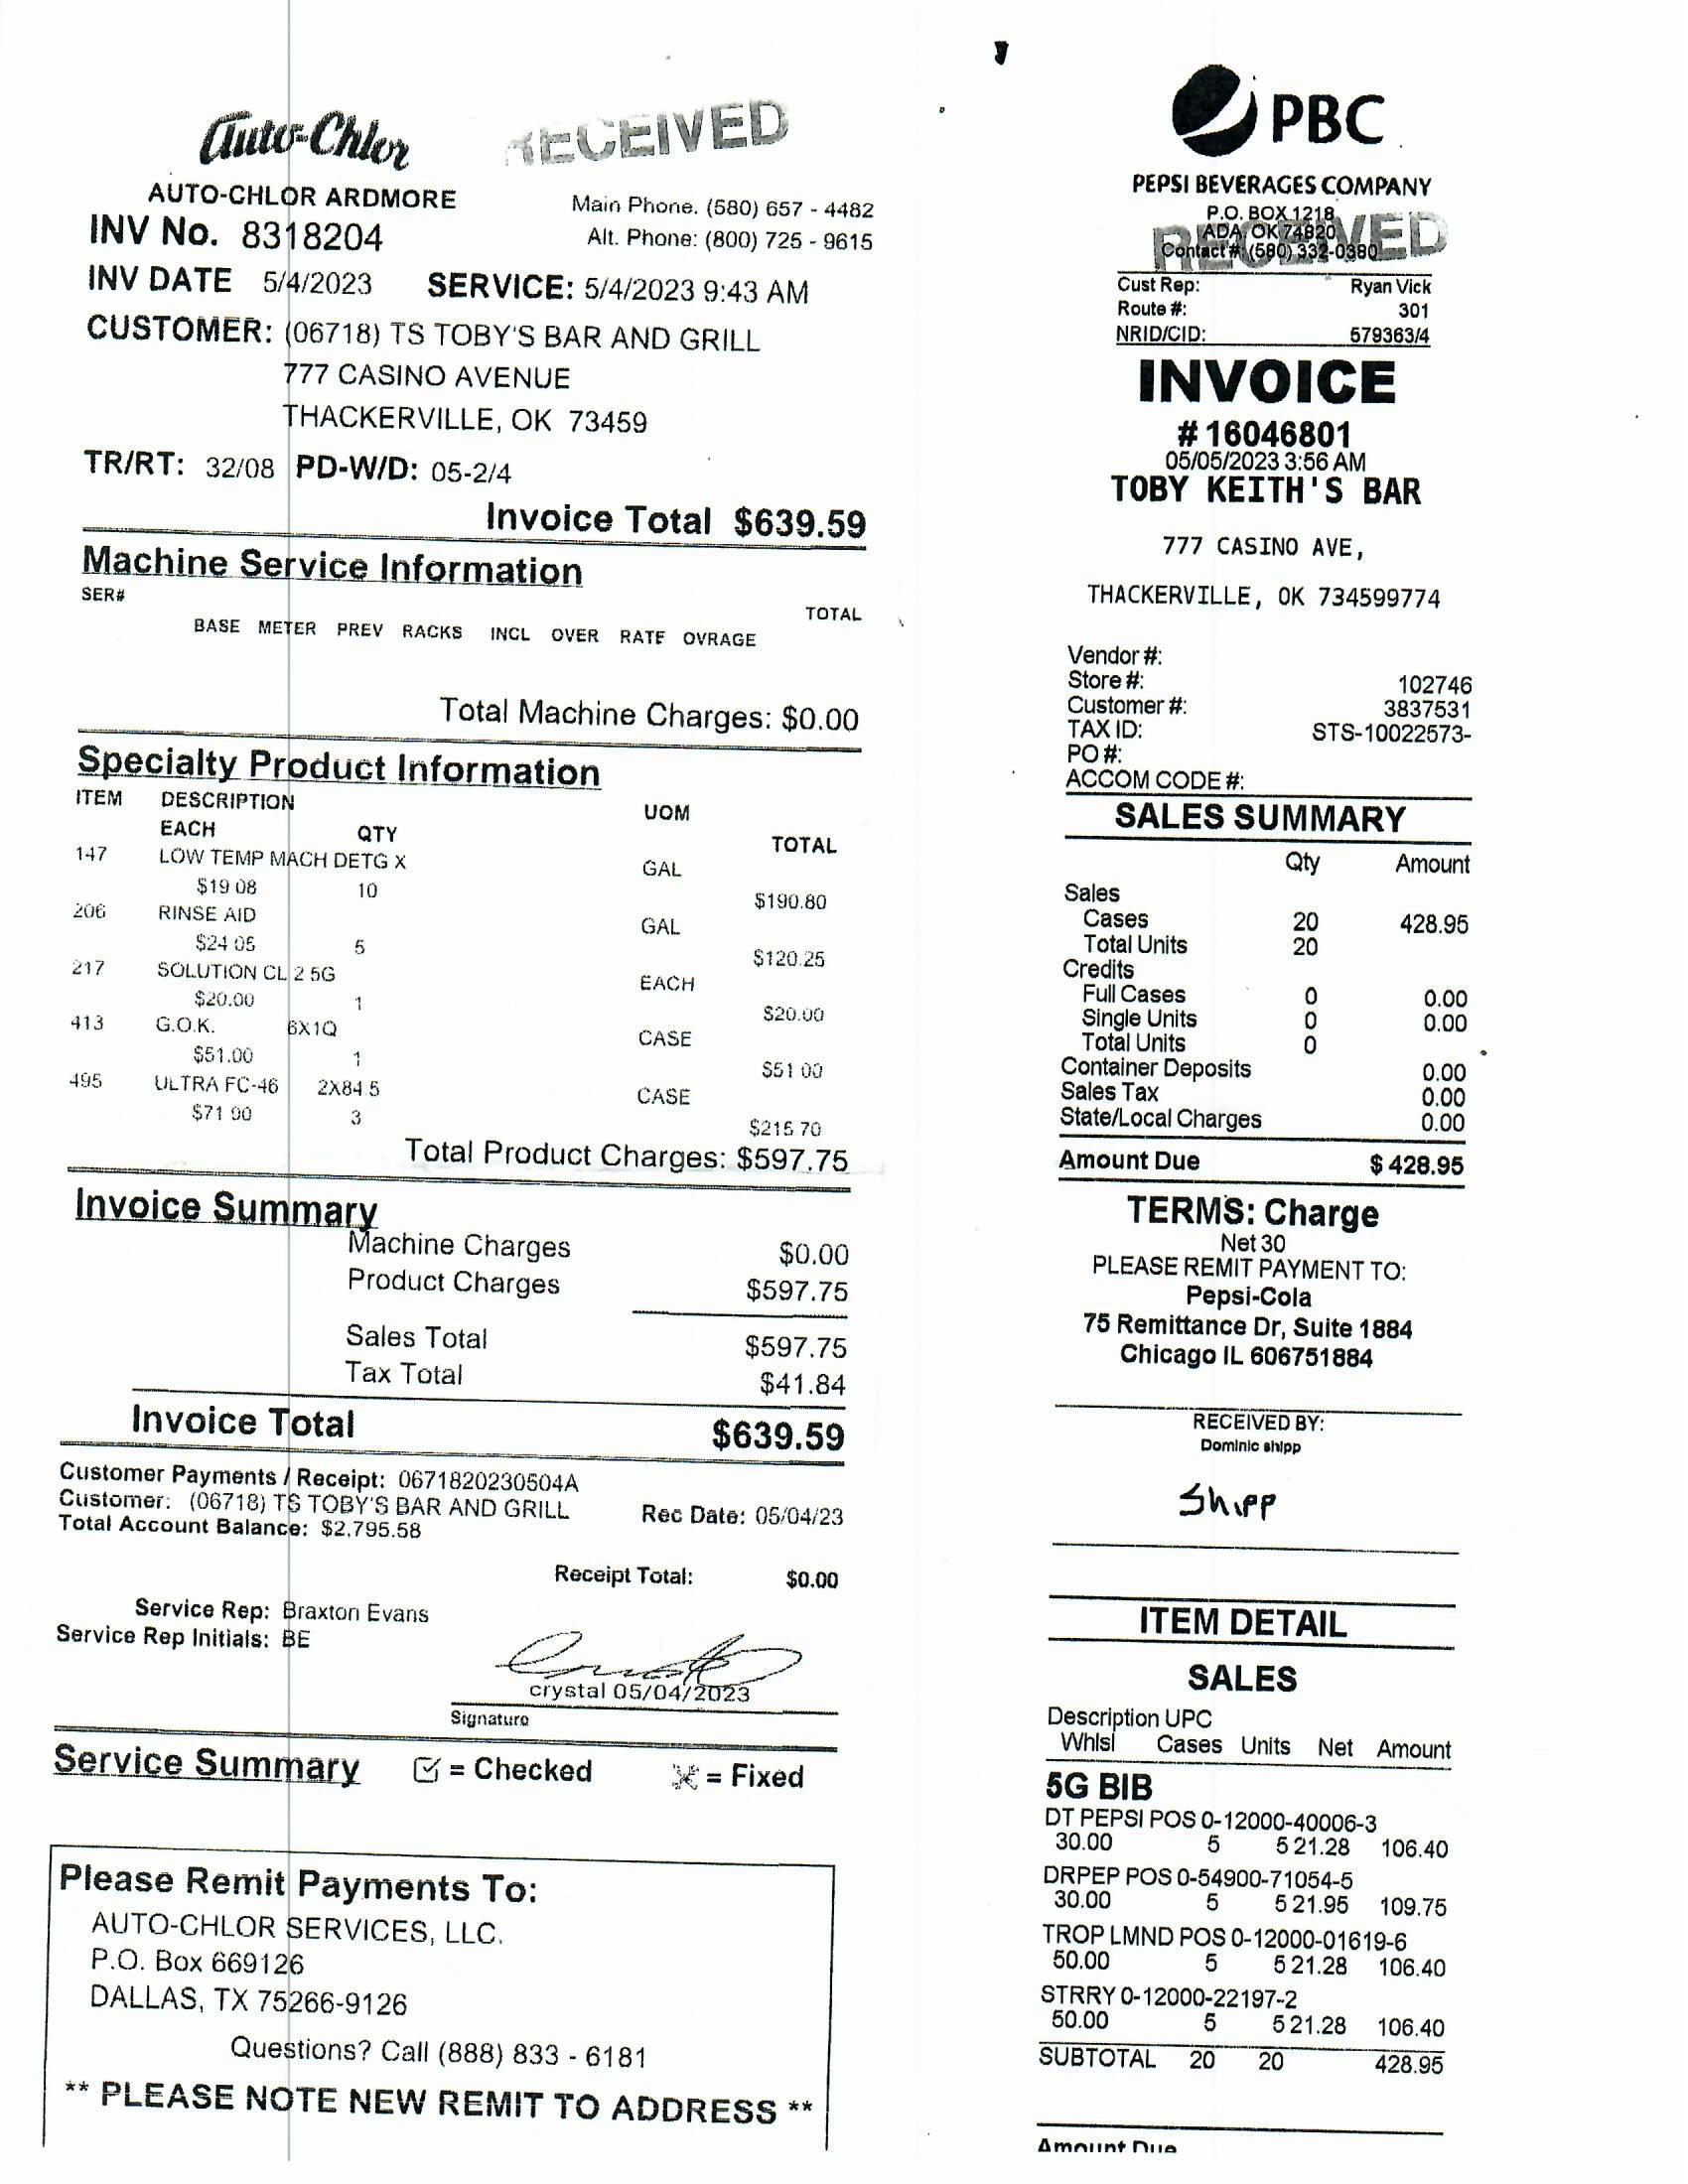 Auto-Chlor
RECEIVED
AUTO-CHLOR ARDMORE
Main Phone. (580) 657 - 4482
INV No. 8318204
Alt. Phone: (800) 725 - 9615
INV DATE 5/4/2023 SERVICE: 5/4/2023 9:43 AM
CUSTOMER: (06718) TS TOBY'S BAR AND GRILL
777 CASINO AVENUE
THACKERVILLE, OK 73459
TR/RT: 32/08 PD-W/D: 05-2/4
Invoice Total $639.59
Machine Service Information
SER#
TOTAL
BASE METER PREV RACKS INCL OVER RATE OVRAGE
Total Machine Charges: $0.00
Specialty Product Information
ITEM DESCRIPTION UOM
EACH QTY TOTAL
147 LOW TEMP MACH DETG X GAL
$19 08 10 $190.80
206 RINSE AID GAL
$24 05 5 $120.25
217 SOLUTION CL 2 5G EACH
$20.00 1 $20.00
413 G.O.K. 6X1Q CASE
$51.00 1 $51 00
495 ULTRA FC-46 2X84.5 CASE
$71 90 3 $215 70
Total Product Charges: $597.75
Invoice Summary
Machine Charges $0.00
Product Charges $597.75
Sales Total $597.75
Tax Total $41.84
Invoice Total $639.59
Customer Payments / Receipt: 0671820230504A
Customer: (06718) TS TOBY'S BAR AND GRILL Rec Date: 05/04/23
Total Account Balance: $2,795.58
Receipt Total: $0.00
Service Rep: Braxton Evans
Service Rep Initials: BE
crystal 05/04/2023
Signature
Service Summary = Checked = Fixed
Please Remit Payments To:
AUTO-CHLOR SERVICES, LLC.
P.O. Box 669126
DALLAS, TX 75266-9126
Questions? Call (888) 833 - 6181
** PLEASE NOTE NEW REMIT TO ADDRESS **
PBC
PEPSI BEVERAGES COMPANY
P.O. BOX 1218
ADA, OK 74820
Contact #: (580) 332-0380
RECEIVED
Cust Rep: Ryan Vick
Route #: 301
NRID/CID: 579363/4
INVOICE
# 16046801
05/05/2023 3:56 AM
TOBY KEITH'S BAR
777 CASINO AVE,
THACKERVILLE, OK 734599774
Vendor #:
Store #: 102746
Customer #: 3837531
TAX ID: STS-10022573-
PO #:
ACCOM CODE #:
SALES SUMMARY
Qty Amount
Sales
Cases 20 428.95
Total Units 20
Credits
Full Cases 0 0.00
Single Units 0 0.00
Total Units 0
Container Deposits 0.00
Sales Tax 0.00
State/Local Charges 0.00
Amount Due $ 428.95
TERMS: Charge
Net 30
PLEASE REMIT PAYMENT TO:
Pepsi-Cola
75 Remittance Dr, Suite 1884
Chicago IL 606751884
RECEIVED BY:
Dominic shipp
Shipp
ITEM DETAIL
SALES
Description UPC
Whlsl Cases Units Net Amount
5G BIB
DT PEPSI POS 0-12000-40006-3
30.00 5 5 21.28 106.40
DRPEP POS 0-54900-71054-5
30.00 5 5 21.95 109.75
TROP LMND POS 0-12000-01619-6
50.00 5 5 21.28 106.40
STRRY 0-12000-22197-2
50.00 5 5 21.28 106.40
SUBTOTAL 20 20 428.95
Amount Due